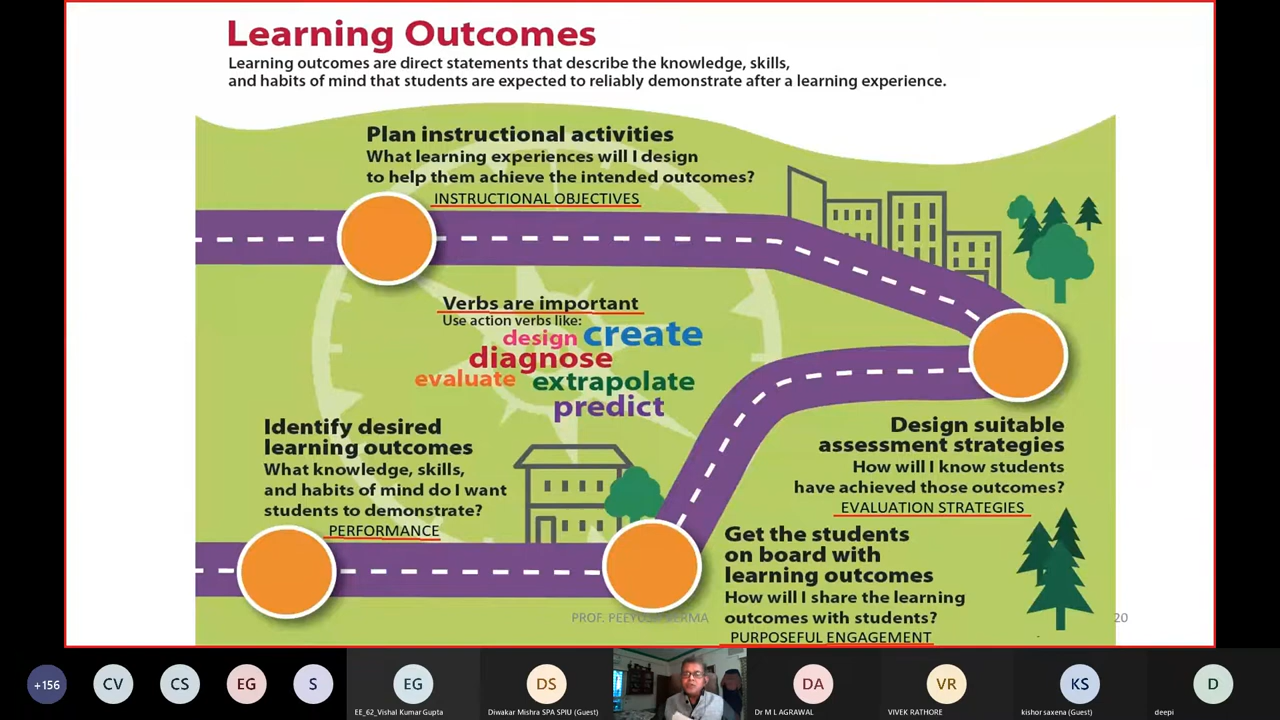 Learning Outcomes
Learning outcomes are direct statements that describe the knowledge, skills,
and habits of mind that students are expected to reliably demonstrate after a learning experience.
Plan instructional activities
What learning experiences will I design
to help them achieve the intended outcomes?
INSTRUCTIONAL OBJECTIVES
Verbs are important
Use action verbs like:
design create
diagnose
evaluate extrapolate
predict
Identify desired
learning outcomes
What knowledge, skills,
and habits of mind do I want
students to demonstrate?
PERFORMANCE
Design suitable
assessment strategies
How will I know students
have achieved those outcomes?
EVALUATION STRATEGIES
Get the students
on board with
learning outcomes
How will I share the learning
outcomes with students?
PURPOSEFUL ENGAGEMENT
PROF.
20
+156
CV
CS
EG
S
EG
EE_62_Vishal Kumar Gupta
DS
Diwakar Mishra SPA SPIU (Guest)
DA
Dr M L AGRAWAL
VR
VIVEK RATHORE
KS
kishor saxena (Guest)
D
deepi